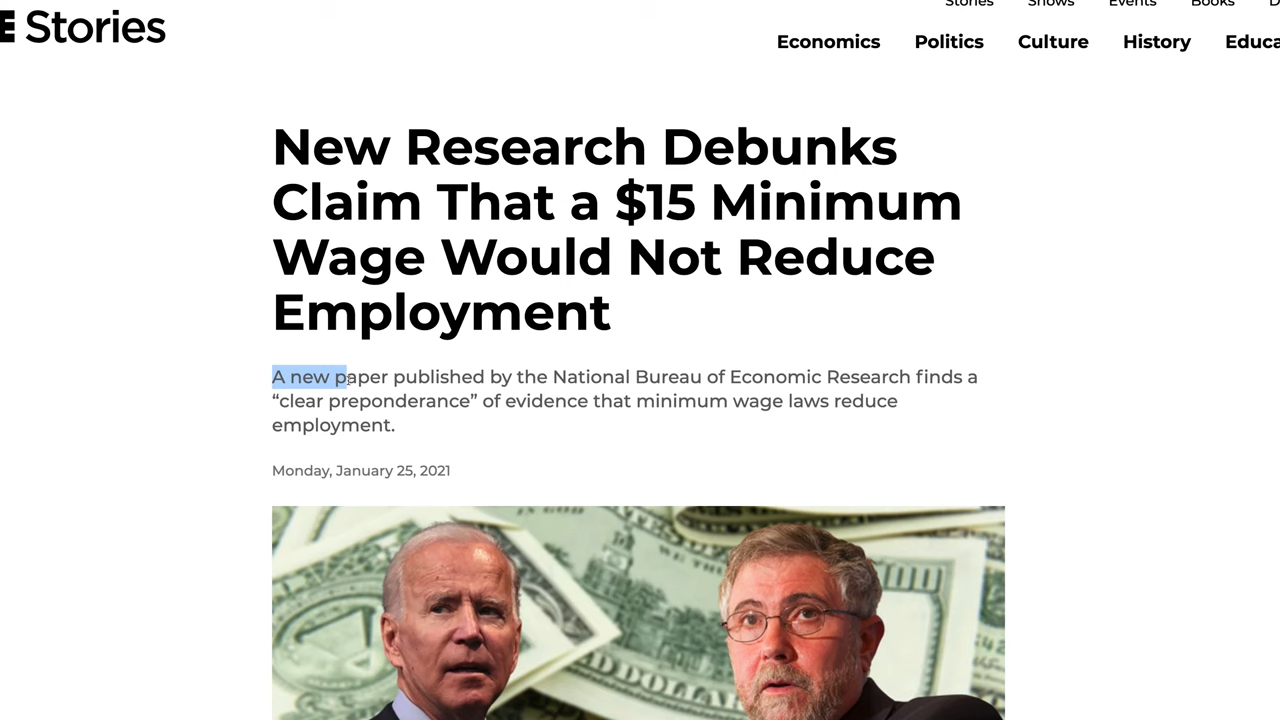 E Stories
Stories Shows Events Books
Economics Politics Culture History Educa
New Research Debunks
Claim That a $15 Minimum
Wage Would Not Reduce
Employment
A new paper published by the National Bureau of Economic Research finds a
“clear preponderance” of evidence that minimum wage laws reduce
employment.
Monday, January 25, 2021